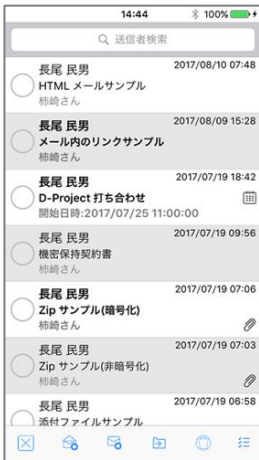 14:44
100%
送信者検索
長尾 民男 2017/08/10 07:48
HTML メールサンプル
柿崎さん
長尾 民男 2017/08/09 15:28
メール内のリンクサンプル
柿崎さん
長尾 民男 2017/07/19 18:42
D-Project 打ち合わせ
開始日時:2017/07/25 11:00:00
長尾 民男 2017/07/19 09:56
機密保持契約書
柿崎さん
長尾 民男 2017/07/19 07:06
Zip サンプル(暗号化)
柿崎さん
長尾 民男 2017/07/19 07:03
Zip サンプル(非暗号化)
柿崎さん
長尾 民男 2017/07/19 06:58
添付ファイルサンプル